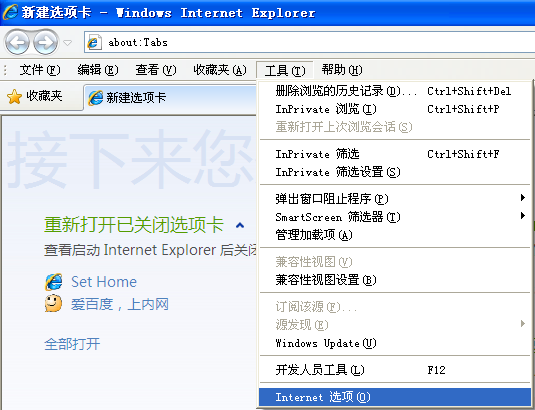 新建选项卡 - Windows Internet Explorer
about:Tabs
文件(F) 编辑(E) 查看(V) 收藏夹(A) 工具(T) 帮助(H)
收藏夹 新建选项卡
接下来您
重新打开已关闭选项卡
查看启动 Internet Explorer 后关闭
Set Home
爱百度，上内网
全部打开
删除浏览的历史记录(D)... Ctrl+Shift+Del
InPrivate 浏览(I) Ctrl+Shift+P
重新打开上次浏览会话(S)
InPrivate 筛选 Ctrl+Shift+F
InPrivate 筛选设置(S)
弹出窗口阻止程序(P)
SmartScreen 筛选器(T)
管理加载项(A)
兼容性视图(V)
兼容性视图设置(B)
订阅该源(F)...
源发现(E)
Windows Update(U)
开发人员工具(L) F12
Internet 选项(O)